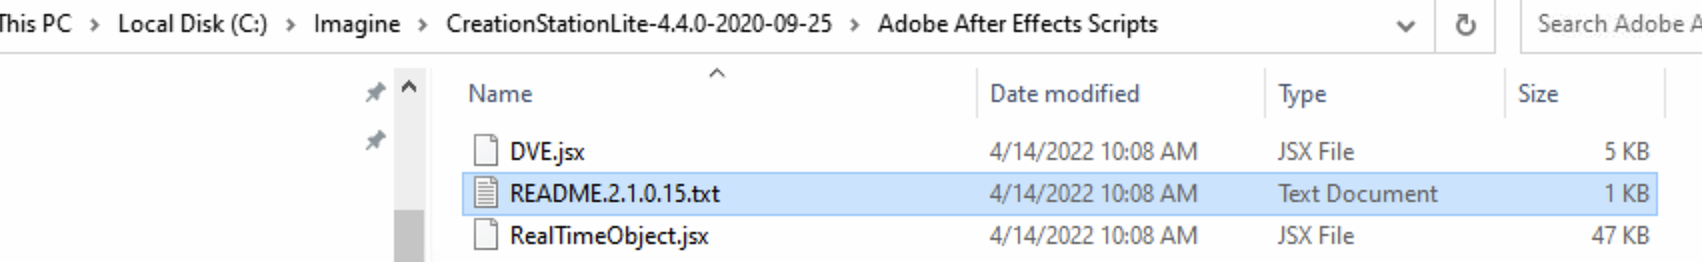 This PC > Local Disk (C:) > Imagine > CreationStationLite-4.4.0-2020-09-25 > Adobe After Effects Scripts Search Adobe A
Name Date modified Type Size
DVE.jsx 4/14/2022 10:08 AM JSX File 5 KB
README.2.1.0.15.txt 4/14/2022 10:08 AM Text Document 1 KB
RealTimeObject.jsx 4/14/2022 10:08 AM JSX File 47 KB